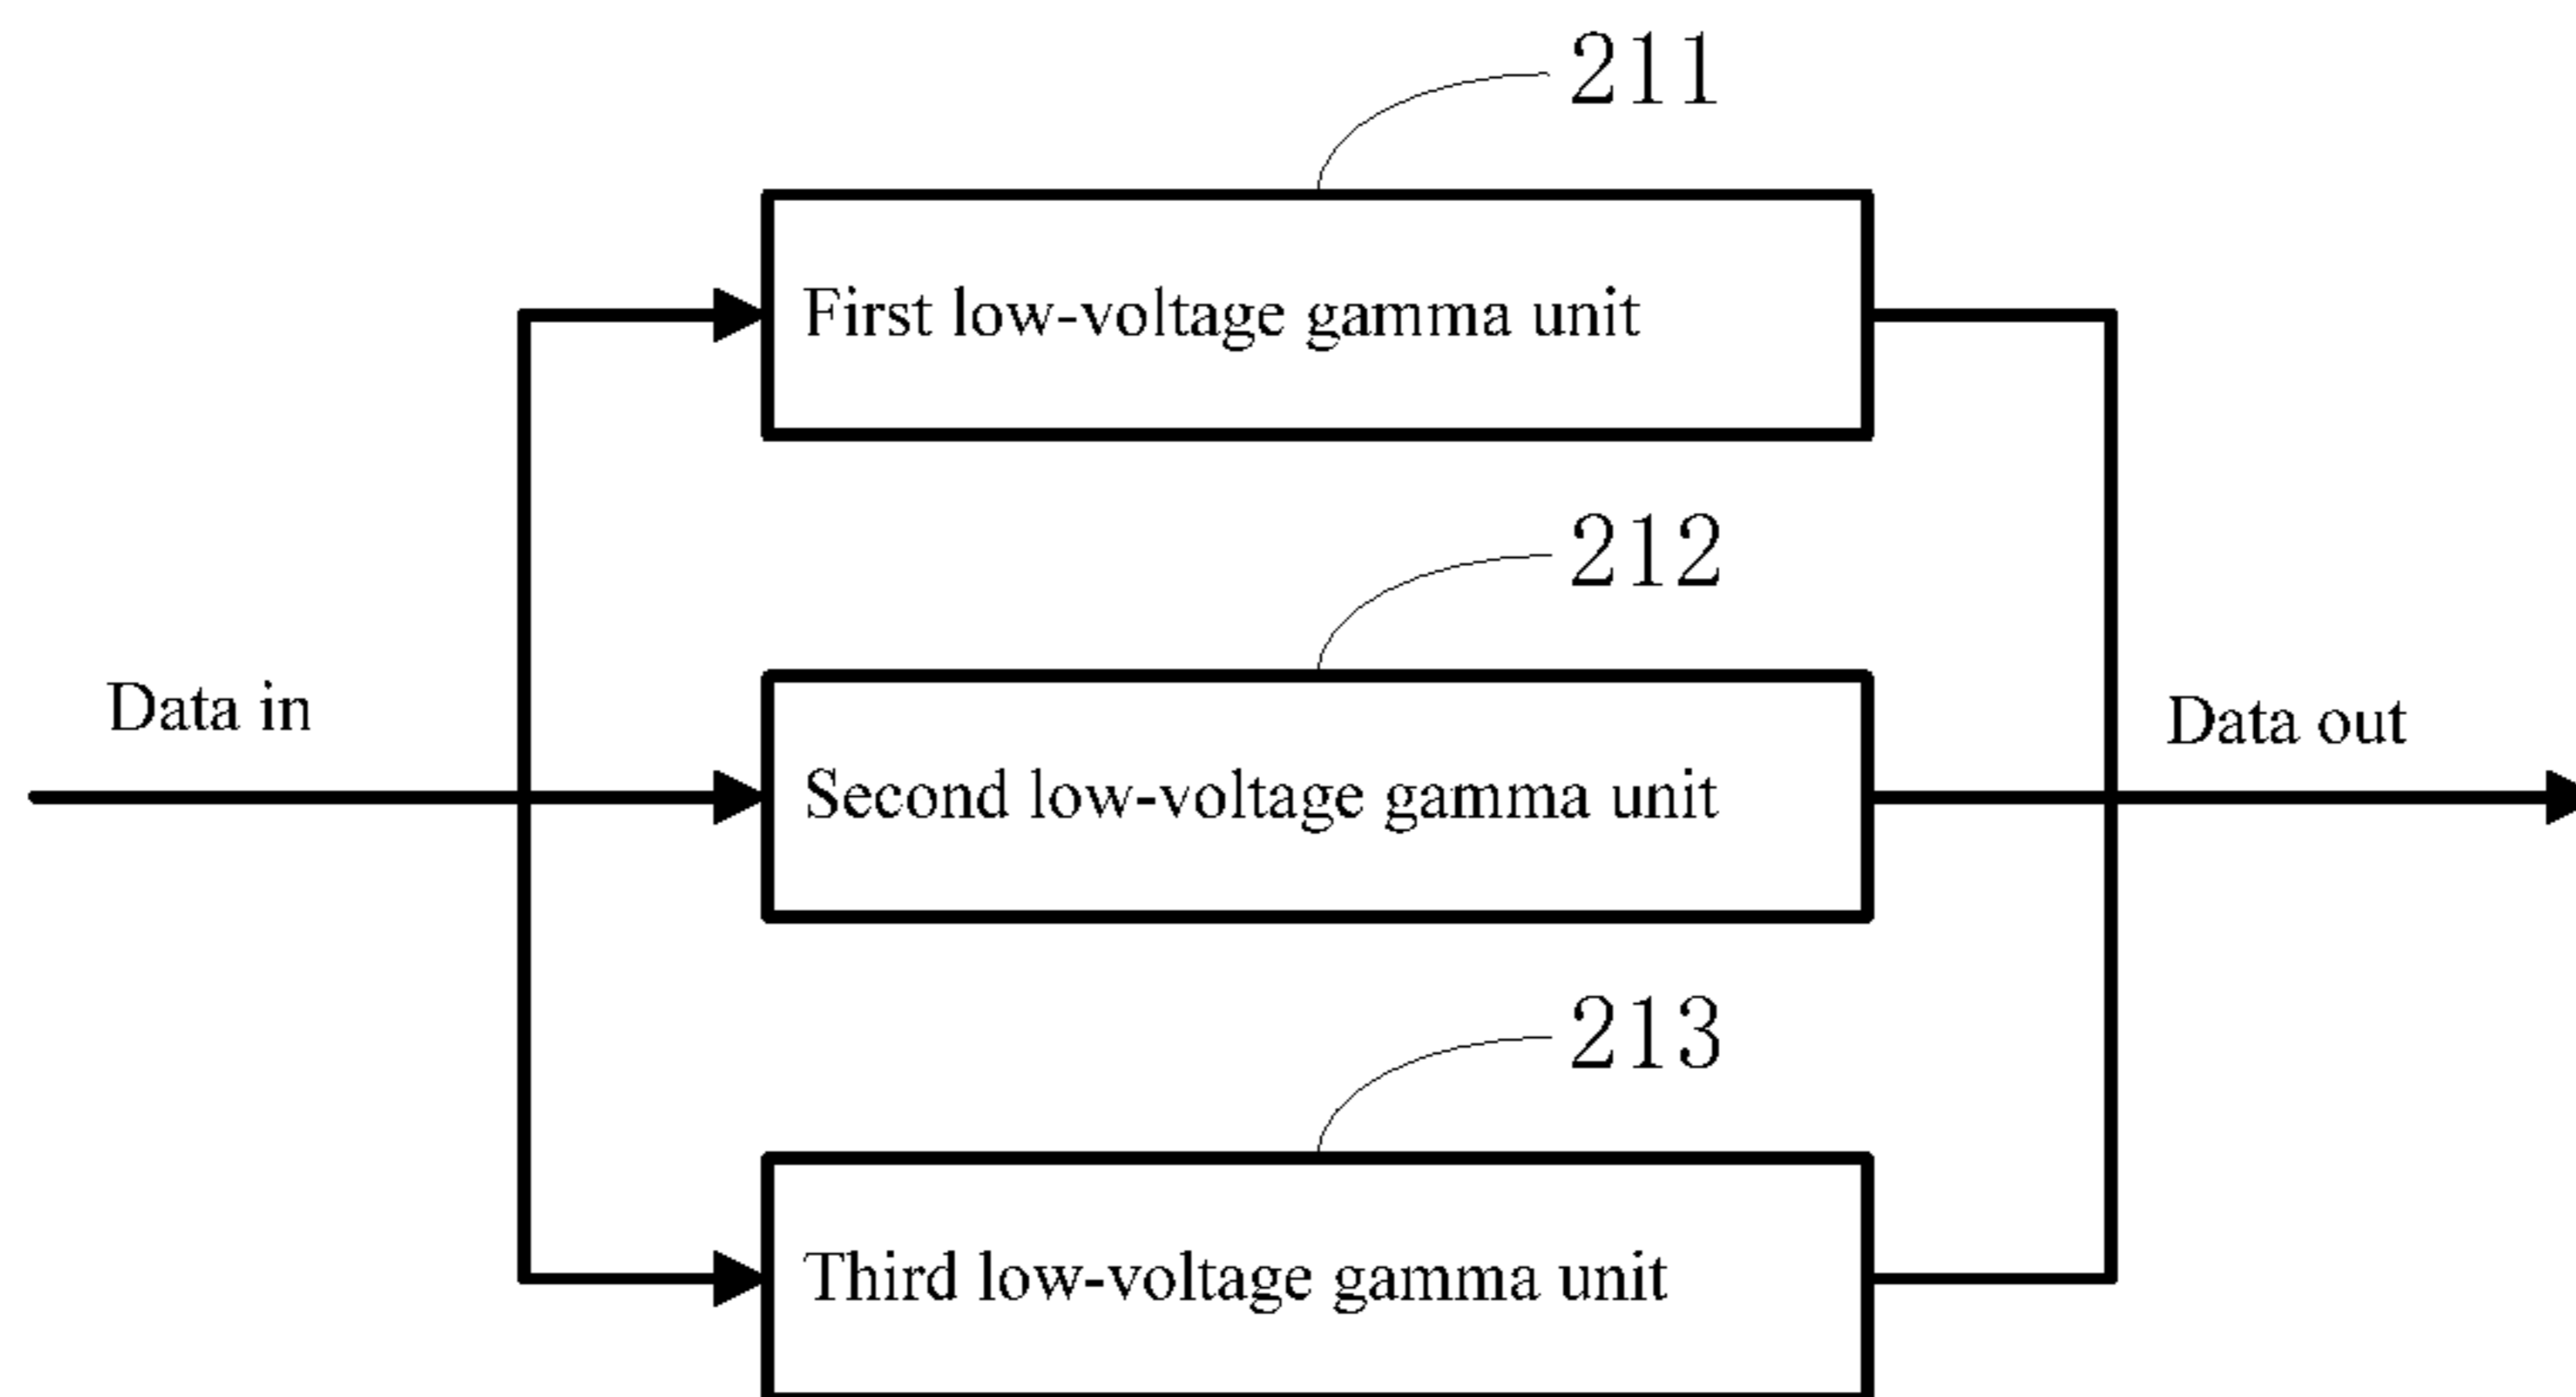 211
First low-voltage gamma unit
212
Data in
Second low-voltage gamma unit
Data out
213
Third low-voltage gamma unit